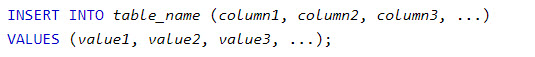 INSERT INTO table_name (column1, column2, column3, ...)
VALUES (value1, value2, value3, ...);